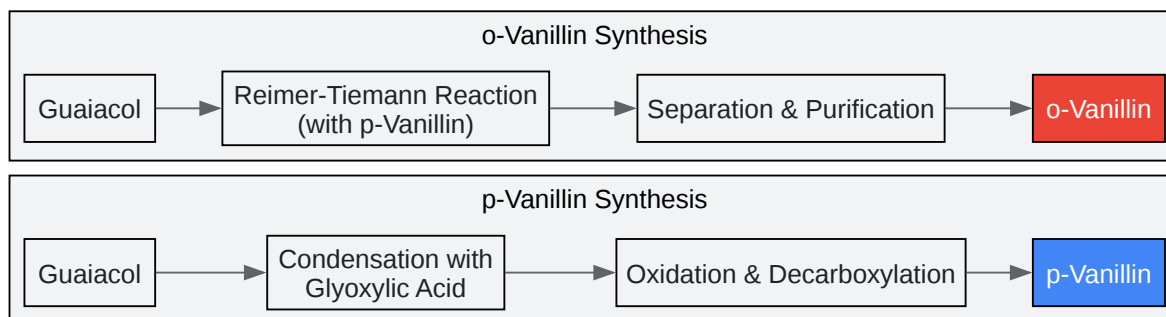 o-Vanillin Synthesis
Guaiacol
Reimer-Tiemann Reaction
(with p-Vanillin)
Separation & Purification
o-Vanillin
p-Vanillin Synthesis
Guaiacol
Condensation with
Glyoxylic Acid
Oxidation & Decarboxylation
p-Vanillin